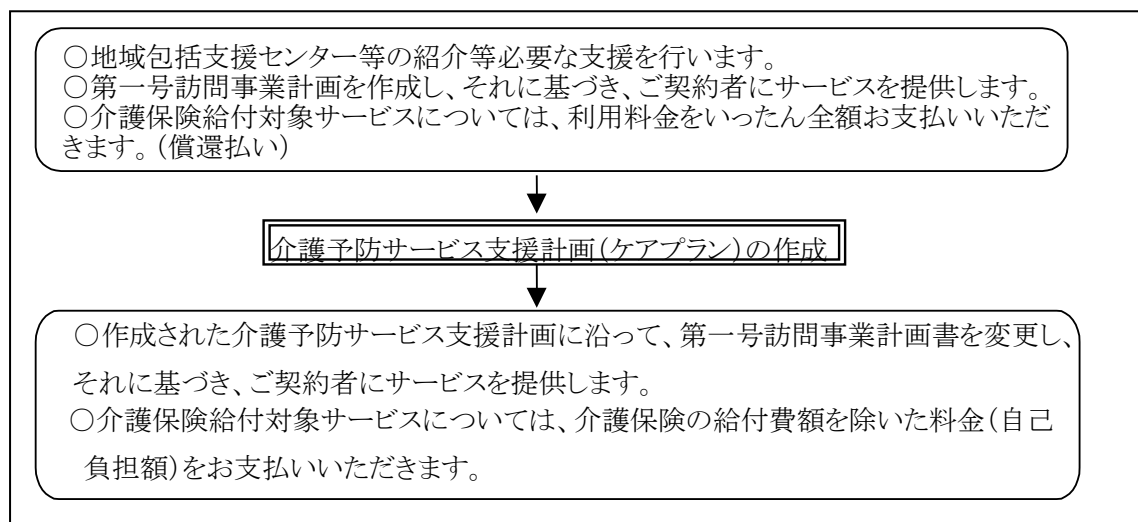 ○地域包括支援センター等の紹介等必要な支援を行います。
○第一号訪問事業計画を作成し、それに基づき、ご契約者にサービスを提供します。
○介護保険給付対象サービスについては、利用料金をいったん全額お支払いいただ
きます。(償還払い)
介護予防サービス支援計画(ケアプラン)の作成
○作成された介護予防サービス支援計画に沿って、第一号訪問事業計画書を変更し、
それに基づき、ご契約者にサービスを提供します。
○介護保険給付対象サービスについては、介護保険の給付費額を除いた料金(自己
負担額)をお支払いいただきます。